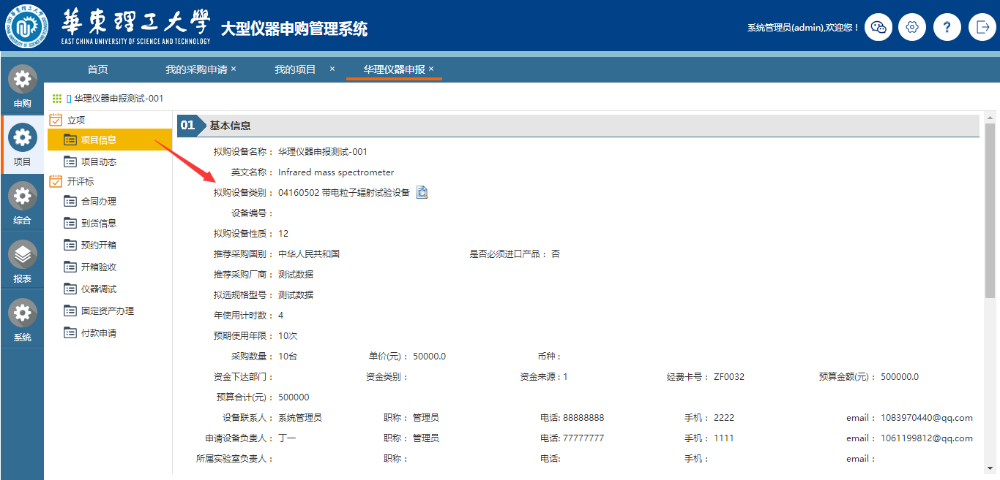 華東理工大學
EAST CHINA UNIVERSITY OF SCIENCE AND TECHNOLOGY
大型仪器申购管理系统
系统管理员(admin),欢迎您！
?
首页 我的采购申请 × 我的项目 × 华理仪器申报 ×
申购
项目
综合
报表
系统
[] 华理仪器申报测试-001
立项
项目信息
项目动态
开评标
合同办理
到货信息
预约开箱
开箱验收
仪器调试
固定资产办理
付款申请
01 基本信息
拟购设备名称： 华理仪器申报测试-001
英文名称： Infrared mass spectrometer
拟购设备类别： 04160502 带电粒子辐射试验设备
设备编号：
拟购设备性质： 12
推荐采购国别： 中华人民共和国 是否必须进口产品： 否
推荐采购厂商： 测试数据
拟选规格型号： 测试数据
年使用计时数： 4
预期使用年限： 10次
采购数量： 10台 单价(元)： 50000.0 币种：
资金下达部门： 资金类别： 资金来源：1 经费卡号： ZF0032 预算金额(元)： 500000.0
预算合计(元)： 500000
设备联系人： 系统管理员 职称： 管理员 电话: 88888888 手机： 2222 email： 1083970440@qq.com
申请设备负责人： 丁一 职称： 管理员 电话: 77777777 手机： 1111 email： 1061199812@qq.com
所属实验室负责人： 职称： 电话: 手机： email：